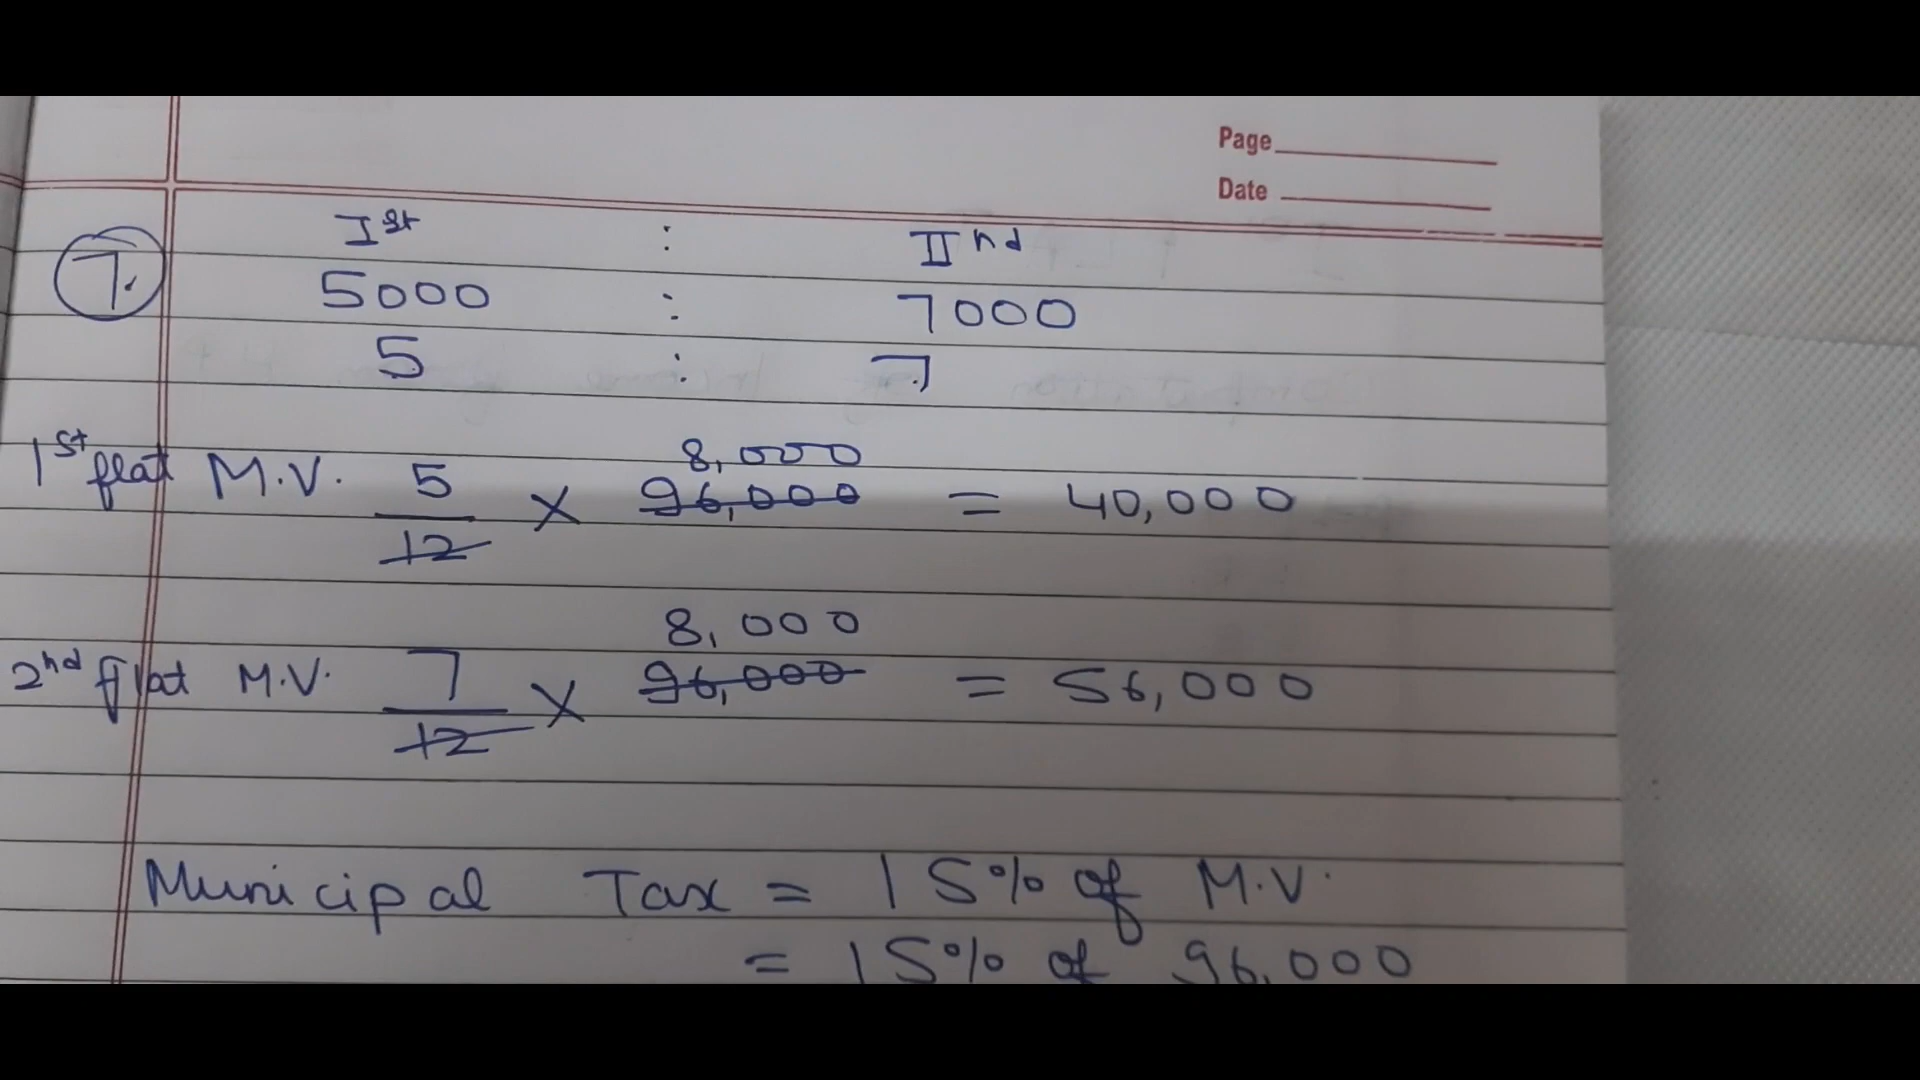 Page
Date
7.
Ist : IInd
5000 : 7000
5 : 7
1st flat M.V. 5/12 × 96,000 = 40,000
8,000
2nd flat M.V. 7/12 × 96,000 = 56,000
8,000
Municipal Tax = 15% of M.V.
= 15% of 96,000